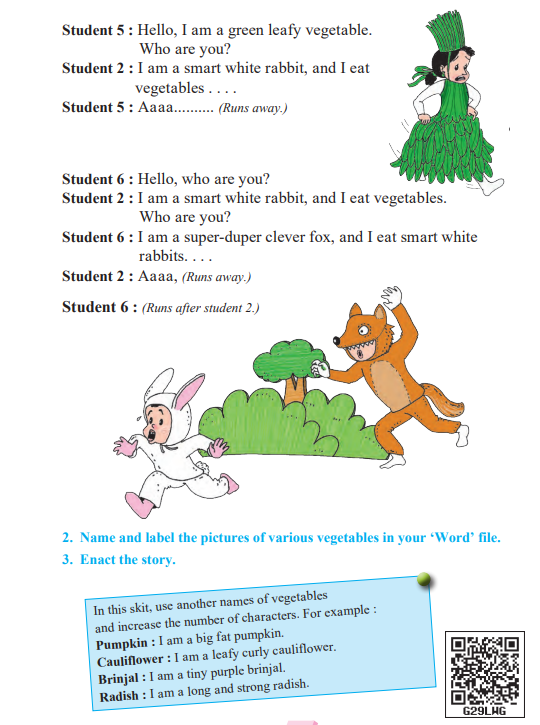 Student 5 : Hello, I am a green leafy vegetable.
Who are you?
Student 2 : I am a smart white rabbit, and I eat
vegetables . . . .
Student 5 : Aaaa.......... (Runs away.)
Student 6 : Hello, who are you?
Student 2 : I am a smart white rabbit, and I eat vegetables.
Who are you?
Student 6 : I am a super-duper clever fox, and I eat smart white
rabbits. . . .
Student 2 : Aaaa, (Runs away.)
Student 6 : (Runs after student 2.)
2. Name and label the pictures of various vegetables in your ‘Word’ file.
3. Enact the story.
In this skit, use another names of vegetables
and increase the number of characters. For example :
Pumpkin : I am a big fat pumpkin.
Cauliflower : I am a leafy curly cauliflower.
Brinjal : I am a tiny purple brinjal.
Radish : I am a long and strong radish.
G29LWG